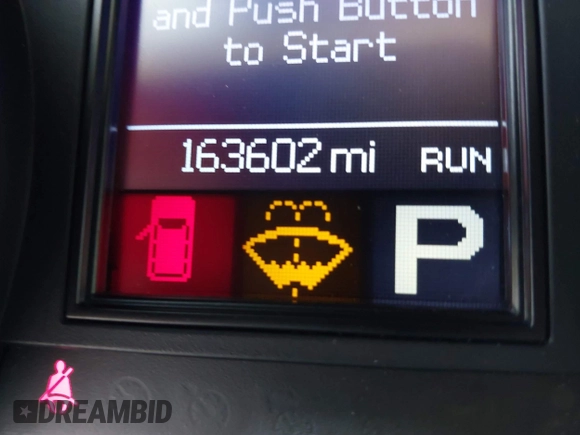 and Push Button
to Start
163602 mi RUN
P
DREAMBID